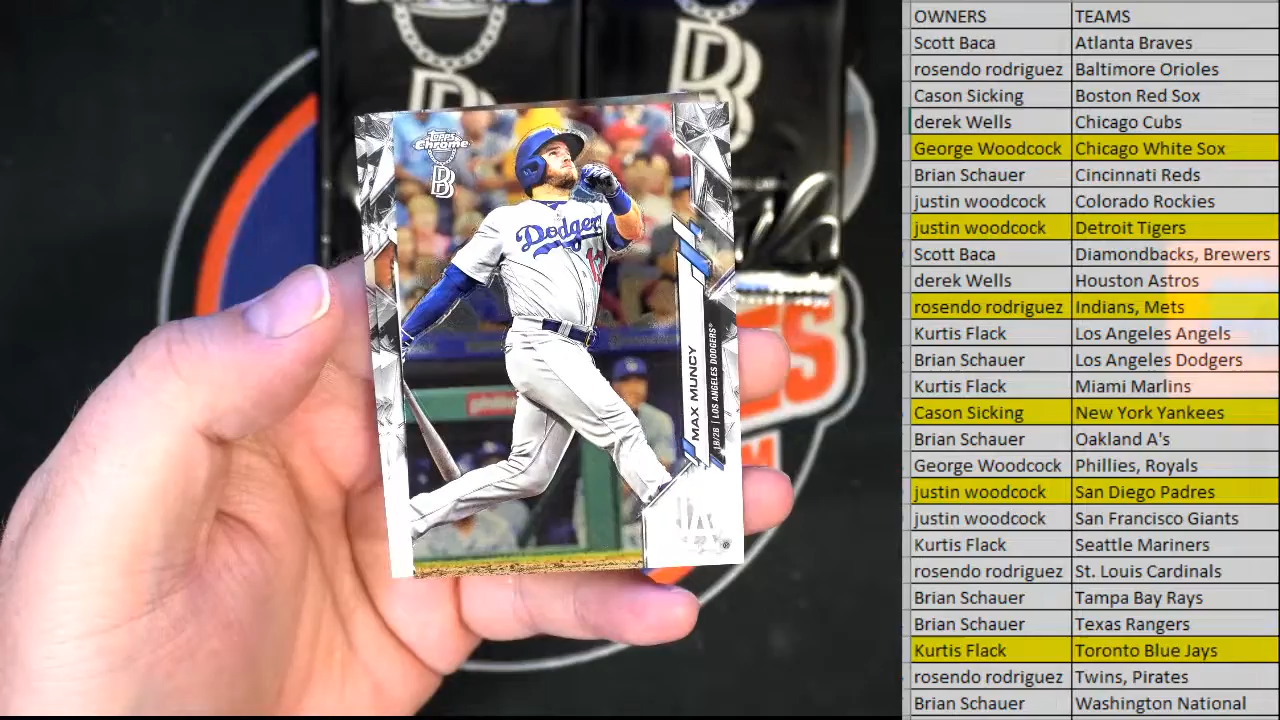 OWNERS TEAMS
Scott Baca Atlanta Braves
rosendo rodriguez Baltimore Orioles
Cason Sicking Boston Red Sox
derek Wells Chicago Cubs
George Woodcock Chicago White Sox
Brian Schauer Cincinnati Reds
justin woodcock Colorado Rockies
justin woodcock Detroit Tigers
Scott Baca Diamondbacks, Brewers
derek Wells Houston Astros
rosendo rodriguez Indians, Mets
Kurtis Flack Los Angeles Angels
Brian Schauer Los Angeles Dodgers
Kurtis Flack Miami Marlins
Cason Sicking New York Yankees
Brian Schauer Oakland A's
George Woodcock Phillies, Royals
justin woodcock San Diego Padres
justin woodcock San Francisco Giants
Kurtis Flack Seattle Mariners
rosendo rodriguez St. Louis Cardinals
Brian Schauer Tampa Bay Rays
Brian Schauer Texas Rangers
Kurtis Flack Toronto Blue Jays
rosendo rodriguez Twins, Pirates
Brian Schauer Washington National
Topps
Chrome
Dodgers
13
MAX MUNCY
LOS ANGELES DODGERS®
LA